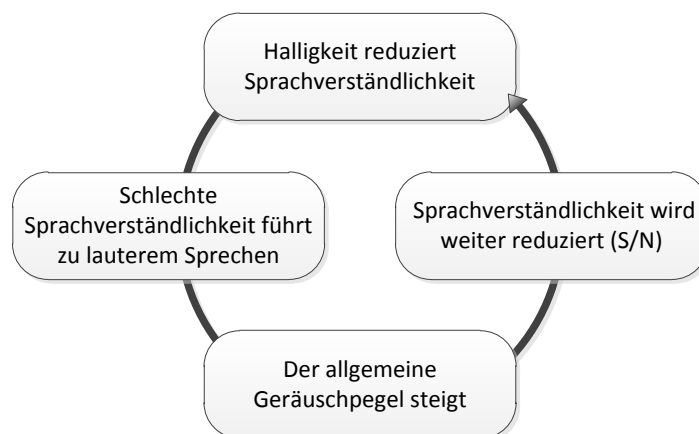 Halligkeit reduziert
Sprachverständlichkeit
Schlechte
Sprachverständlichkeit führt
zu lauterem Sprechen
Sprachverständlichkeit wird
weiter reduziert (S/N)
Der allgemeine
Geräuschpegel steigt